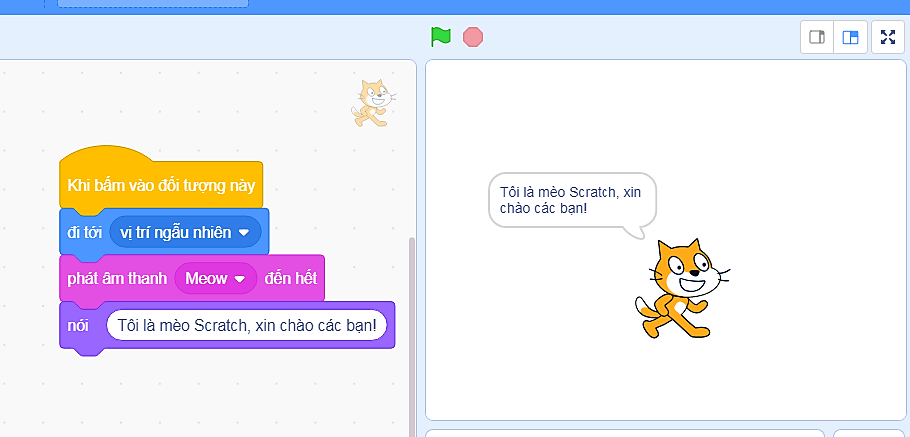 Khi bấm vào đối tượng này
đi tới vị trí ngẫu nhiên
phát âm thanh Meow đến hết
nói Tôi là mèo Scratch, xin chào các bạn!
Tôi là mèo Scratch, xin
chào các bạn!